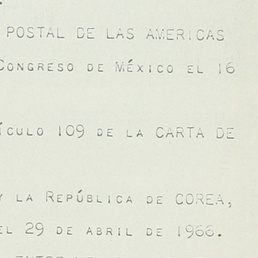 POSTAL DE LAS AMERICAS
CONGRESO DE MÉXICO EL 16
109 DE LA CARTA DE
Y LA REPÚBLICA DE COREA,
EL 29 DE ABRIL DE 1966.